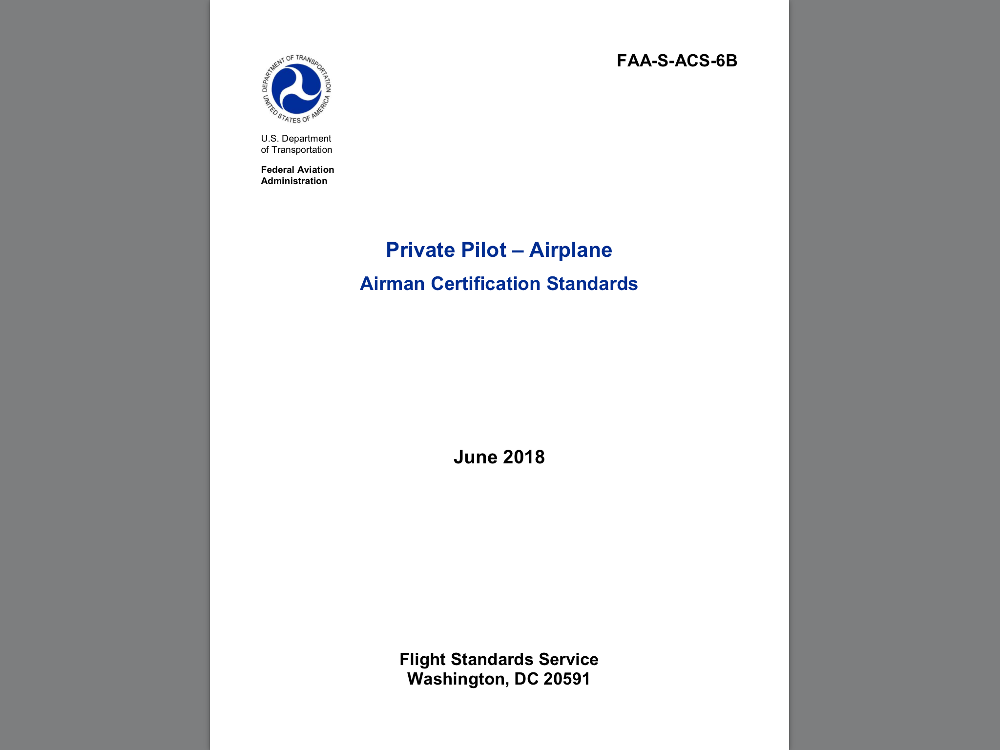 FAA-S-ACS-6B
DEPARTMENT OF TRANSPORTATION
UNITED STATES OF AMERICA
U.S. Department
of Transportation
Federal Aviation
Administration
Private Pilot – Airplane
Airman Certification Standards
June 2018
Flight Standards Service
Washington, DC 20591